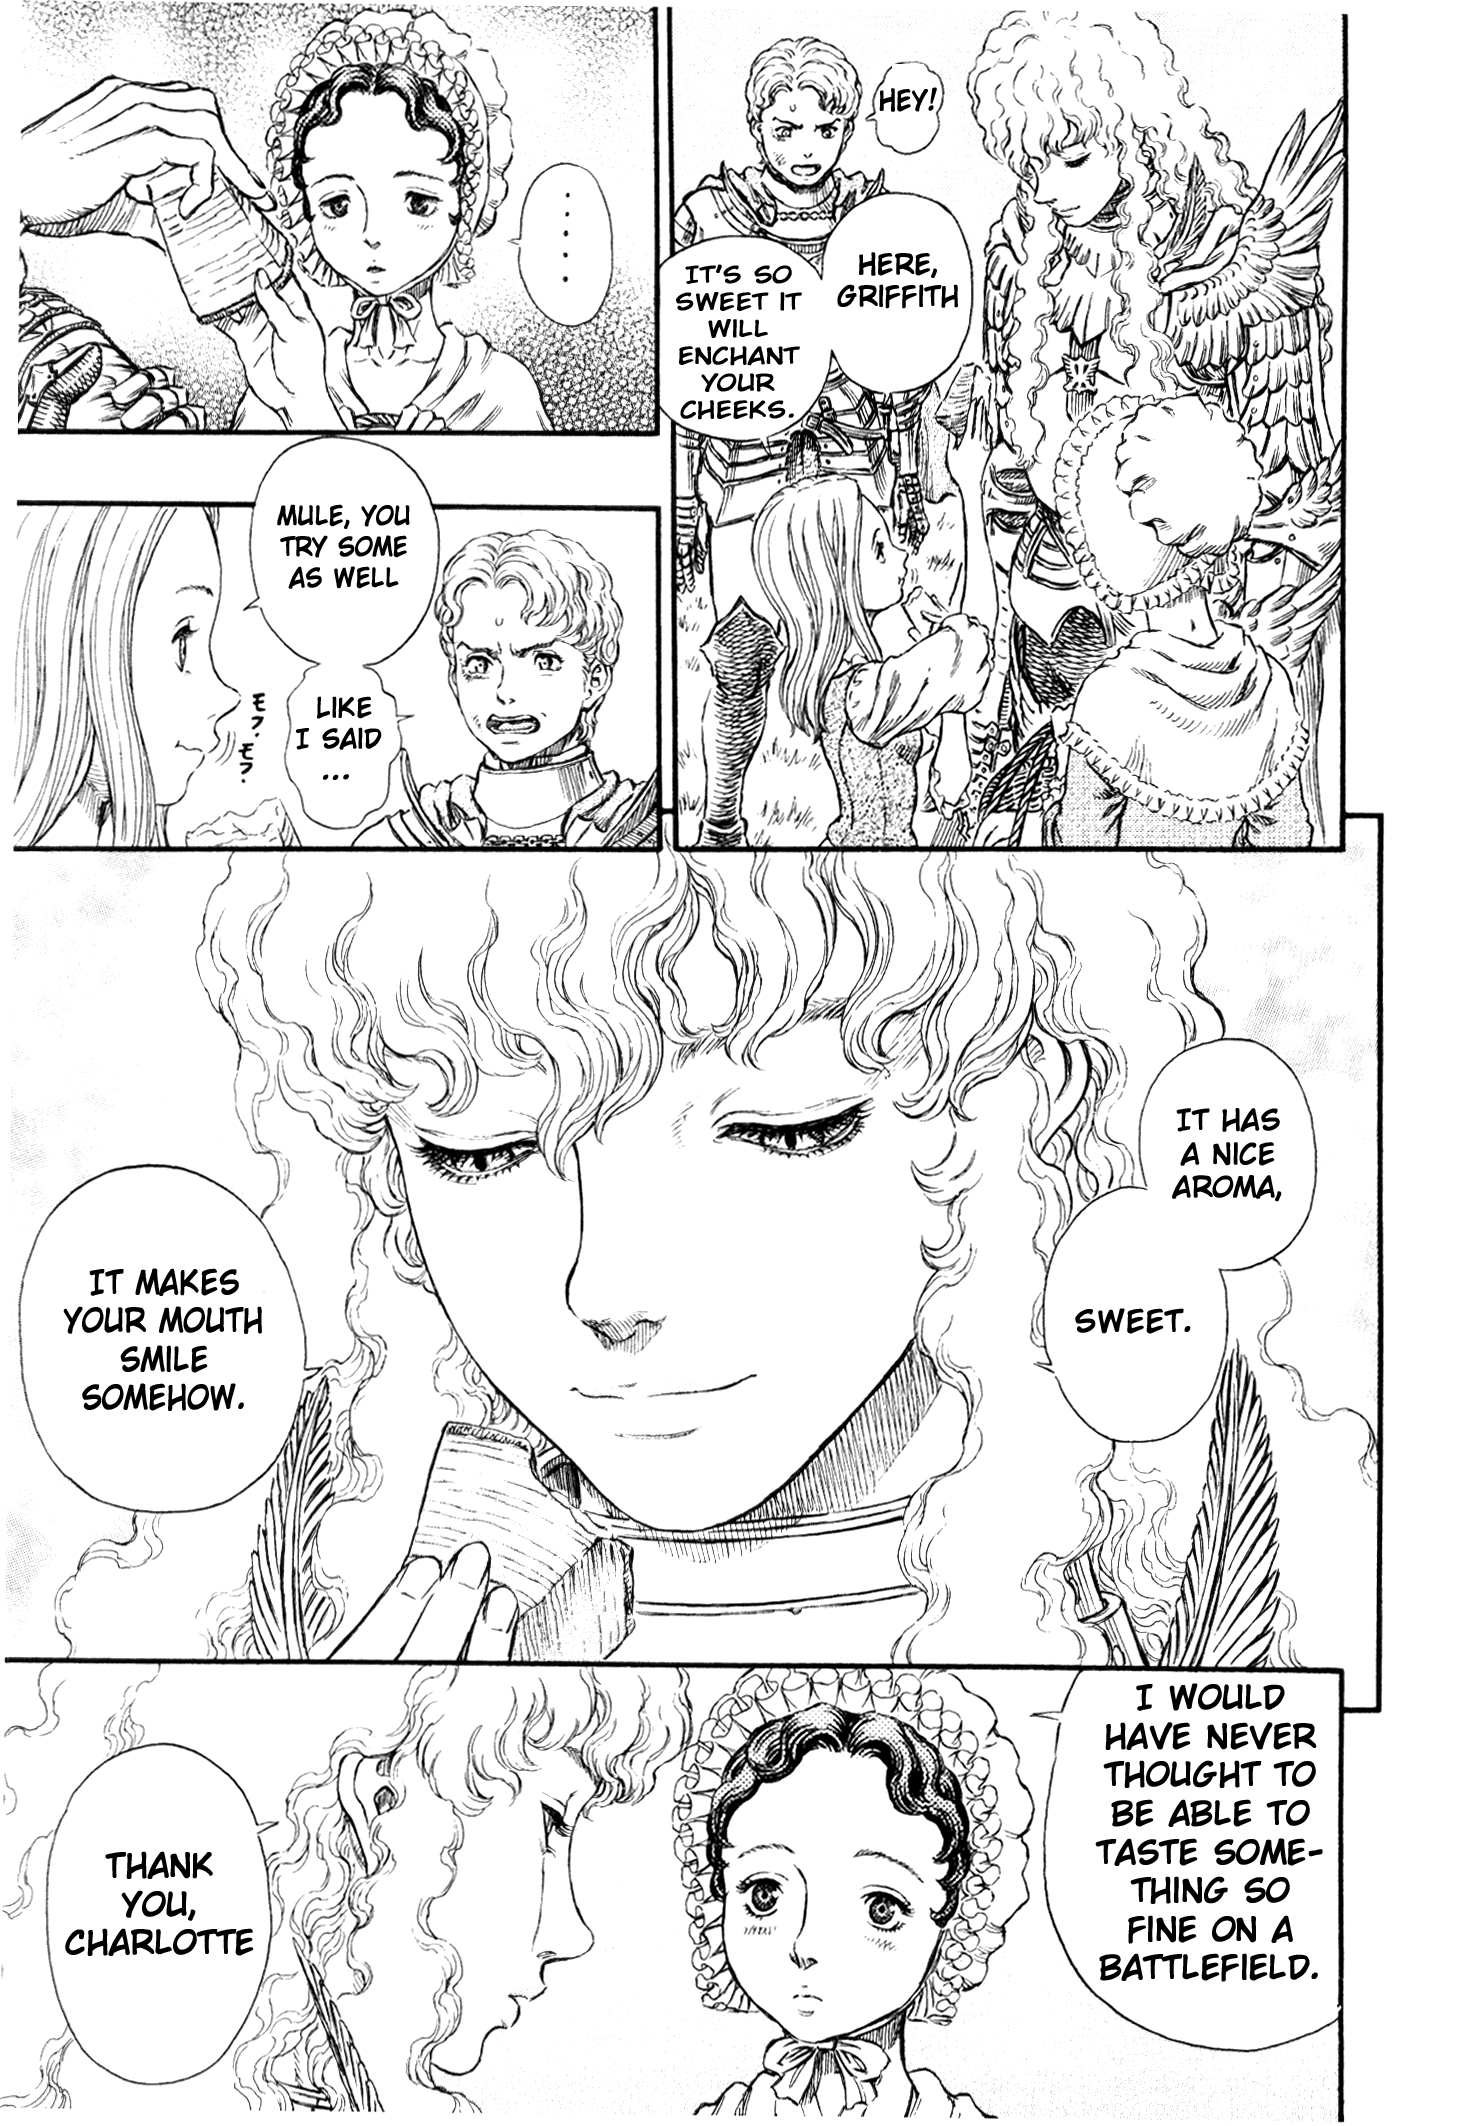 HEY!
HERE,
GRIFFITH
IT'S SO
SWEET IT
WILL
ENCHANT
YOUR
CHEEKS.
.....
MULE, YOU
TRY SOME
AS WELL
LIKE
I SAID
...
モフ.モフ
IT HAS
A NICE
AROMA,
SWEET.
IT MAKES
YOUR MOUTH
SMILE
SOMEHOW.
I WOULD
HAVE NEVER
THOUGHT TO
BE ABLE TO
TASTE SOME-
THING SO
FINE ON A
BATTLEFIELD.
THANK
YOU,
CHARLOTTE